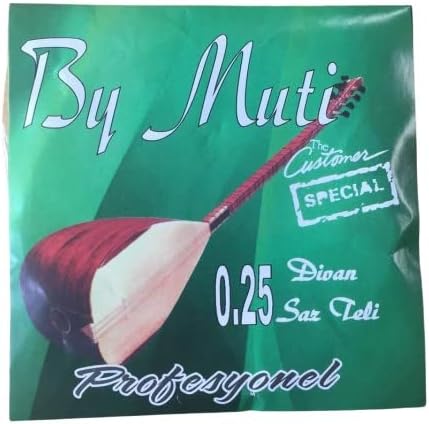 By Muti
The
Customer
SPECIAL
0.25 Divan
Saz Teli
Profesyonel